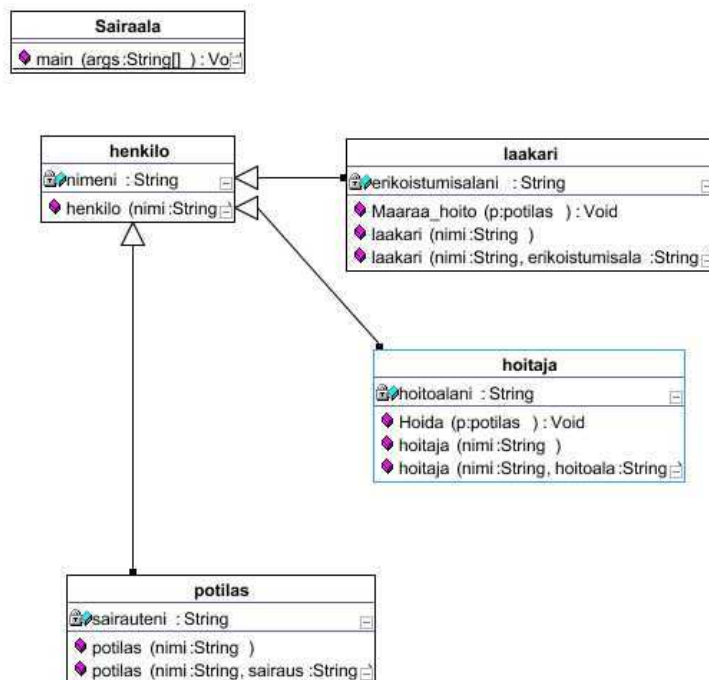 Sairaala
main (args:String[] ) : Voi
henkilo
nimeni : String
henkilo (nimi:String )
laakari
erikoistumisalani : String
Maaraa_hoito (p:potilas ) : Void
laakari (nimi:String )
laakari (nimi:String, erikoistumisala :String
hoitaja
hoitoalani : String
Hoida (p:potilas ) : Void
hoitaja (nimi:String )
hoitaja (nimi:String, hoitoala :String )
potilas
sairauteni : String
potilas (nimi:String )
potilas (nimi:String, sairaus :String )